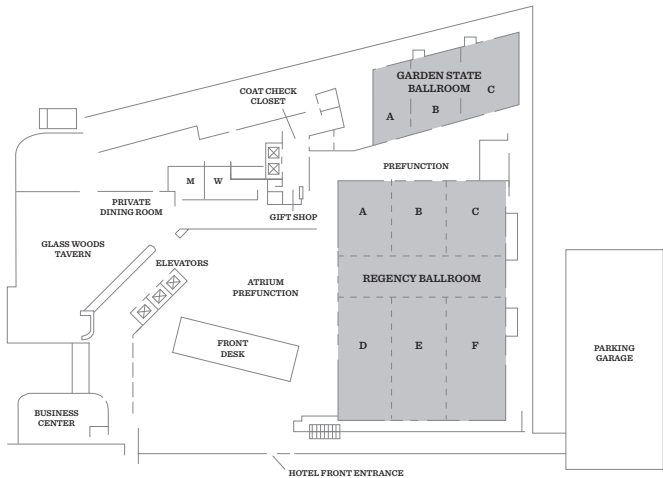 GARDEN STATE
BALLROOM
A
B
C
COAT CHECK
CLOSET
PREFUNCTION
M
W
PRIVATE
DINING ROOM
GIFT SHOP
A
B
C
GLASS WOODS
TAVERN
ELEVATORS
ATRIUM
PREFUNCTION
REGENCY BALLROOM
FRONT
DESK
D
E
F
PARKING
GARAGE
BUSINESS
CENTER
HOTEL FRONT ENTRANCE